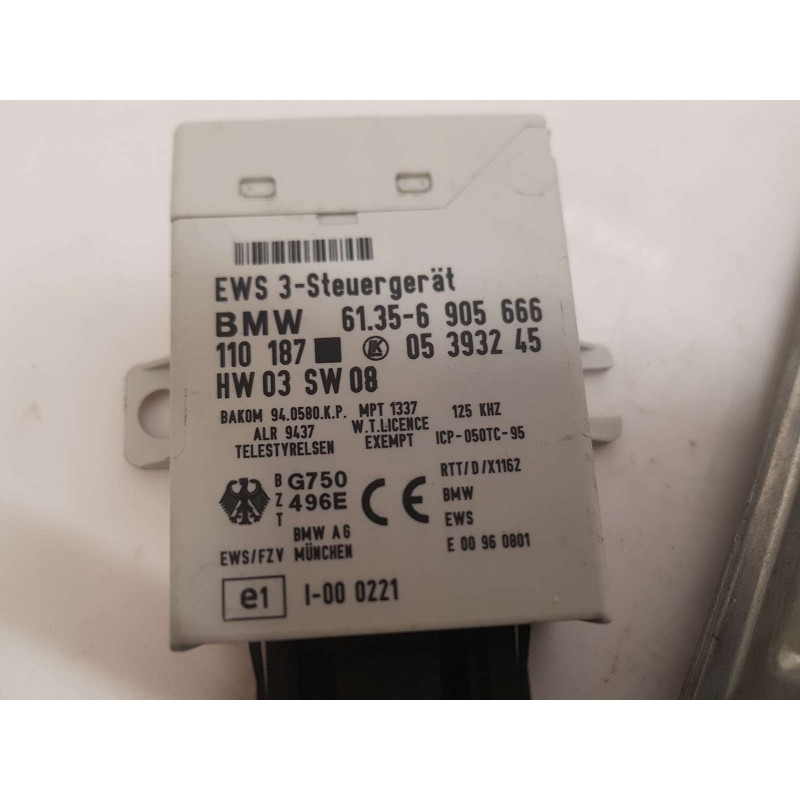 EWS 3-Steuergerät
BMW 61.35-6 905 666
110 187 LK 05 3932 45
HW 03 SW 08
BAKOM 94.0580.K.P. MPT 1337 125 KHZ
ALR 9437 W.T.LICENCE
TELESTYRELSEN EXEMPT ICP-050TC-95
RTT/D/X1162
BZT G750 496E CE BMW
EWS
BMW AG
EWS/FZV MÜNCHEN E 00 96 0801
e1 I-00 0221